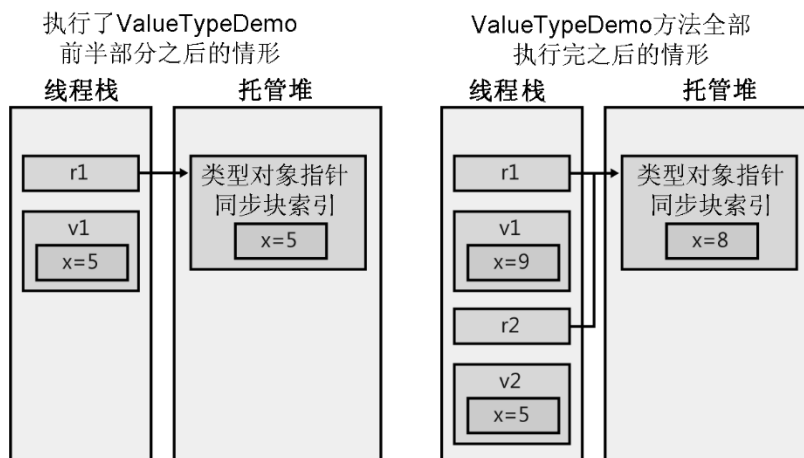 执行了ValueTypeDemo
前半部分之后的情形
线程栈
托管堆
r1
类型对象指针
同步块索引
x=5
v1
x=5
ValueTypeDemo方法全部
执行完之后的情形
线程栈
托管堆
r1
类型对象指针
同步块索引
x=8
v1
x=9
r2
v2
x=5